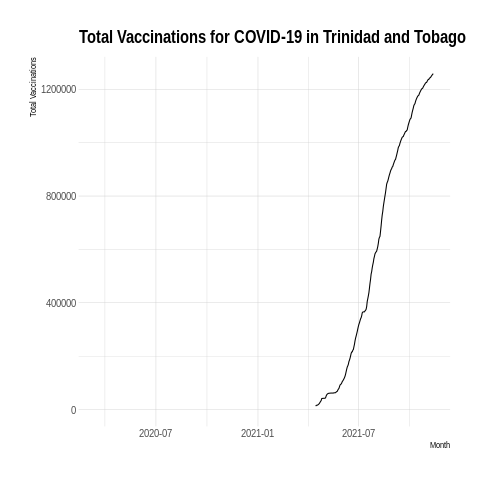 Total Vaccinations for COVID-19 in Trinidad and Tobago
Total Vaccinations
1200000
800000
400000
0
2020-07
2021-01
2021-07
Month